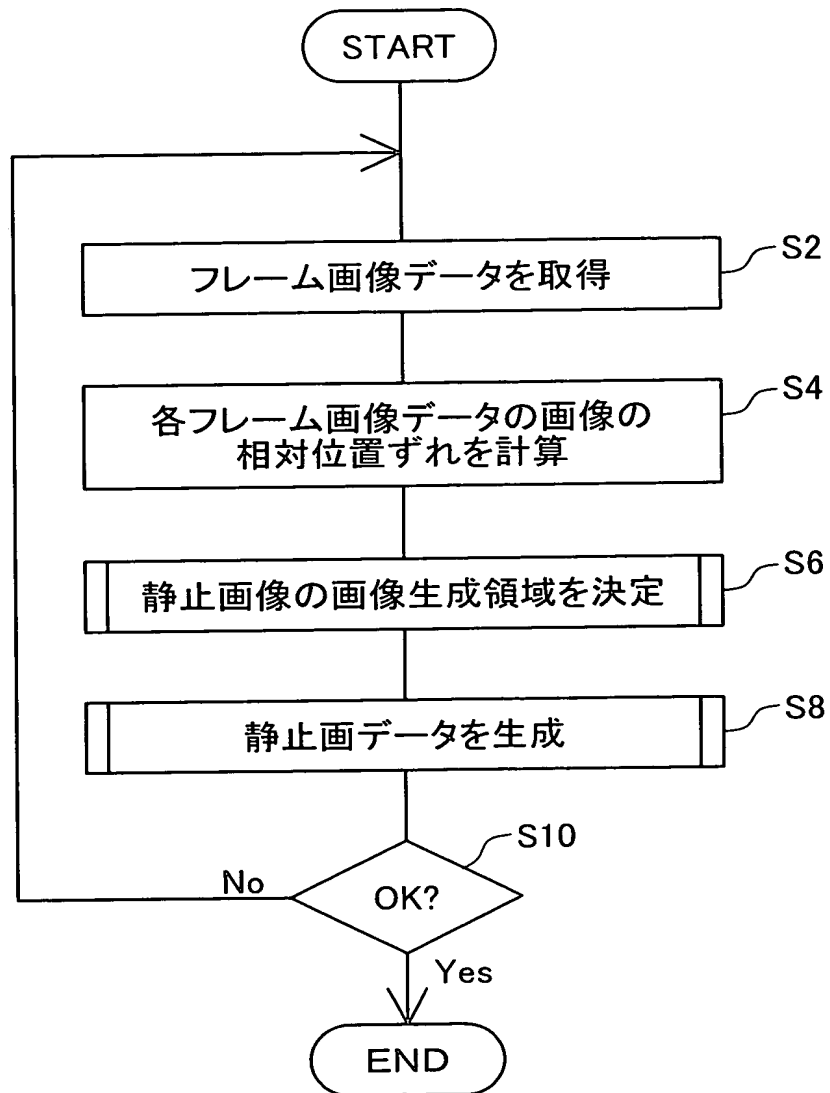 START
フレーム画像データを取得
S2
各フレーム画像データの画像の
相対位置ずれを計算
S4
静止画像の画像生成領域を決定
S6
静止画データを生成
S8
S10
OK?
No
Yes
END